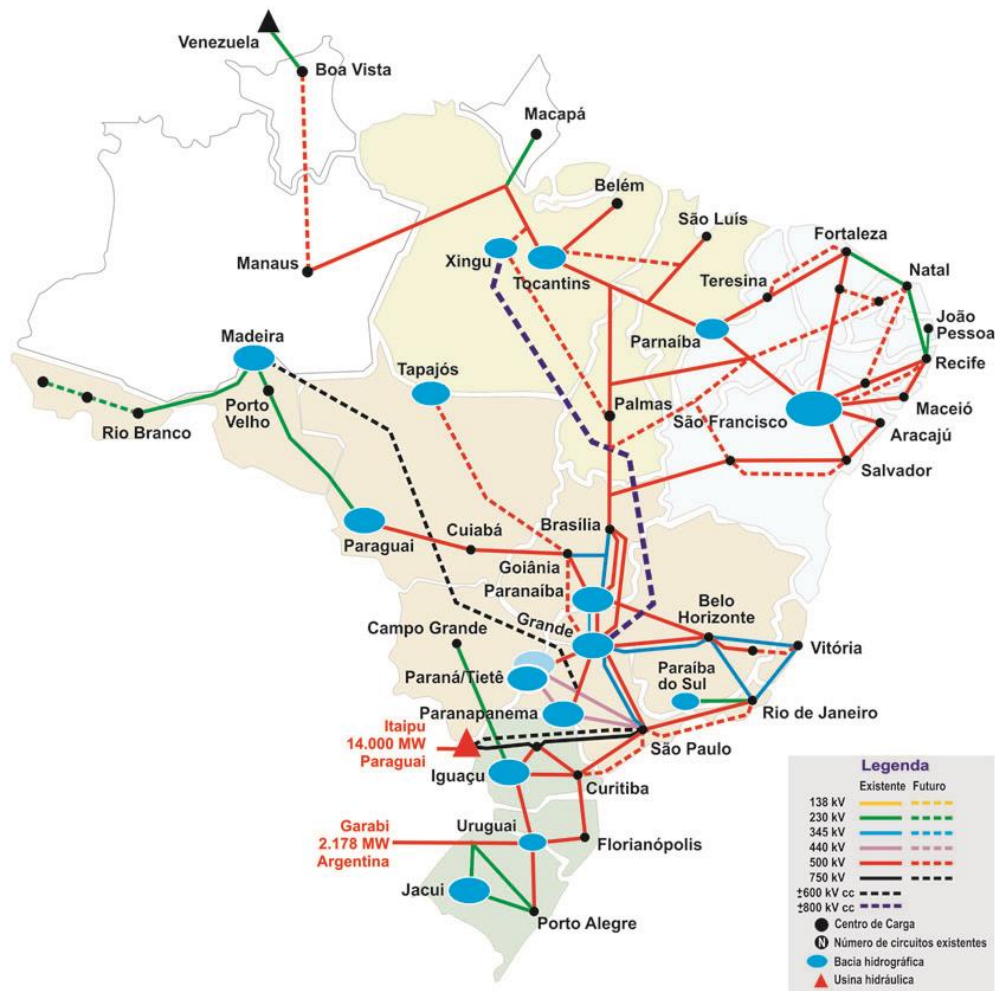 Venezuela
Boa Vista
Macapá
Belém
São Luís
Fortaleza
Manaus
Xingu
Tocantins
Teresina
Natal
João
Pessoa
Madeira
Parnaíba
Recife
Tapajós
Palmas
São Francisco
Maceió
Rio Branco
Porto
Velho
Aracajú
Salvador
Cuiabá
Brasília
Paraguai
Goiânia
Paranaíba
Belo
Horizonte
Grande
Campo Grande
Vitória
Paraná/Tietê
Paraíba
do Sul
Paranapanema
Rio de Janeiro
Itaipu
14.000 MW
Paraguai
São Paulo
Iguaçu
Curitiba
Garabi
2.178 MW
Argentina
Uruguai
Florianópolis
Jacui
Porto Alegre
Legenda
Existente Futuro
138 kV
230 kV
345 kV
440 kV
500 kV
750 kV
±600 kV cc
±800 kV cc
Centro de Carga
N Número de circuitos existentes
Bacia hidrográfica
Usina hidráulica